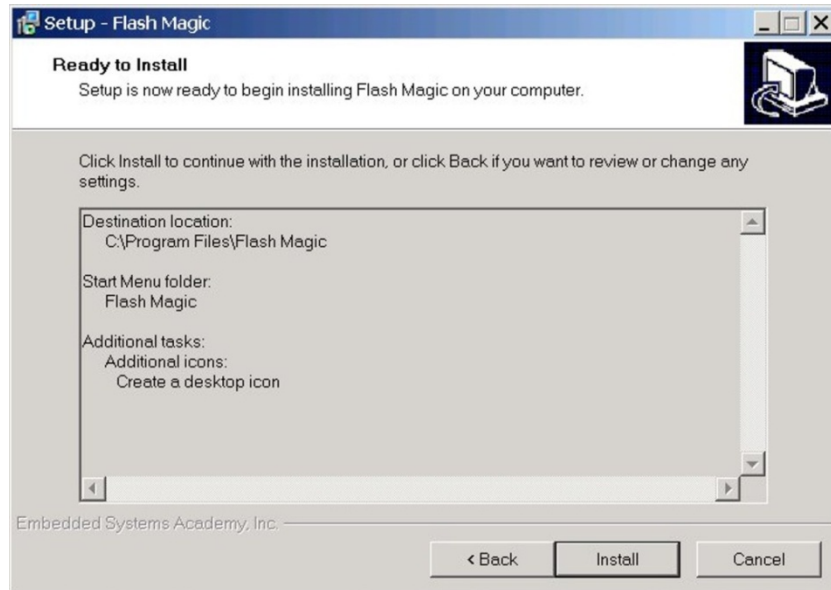 Setup - Flash Magic
Ready to Install
Setup is now ready to begin installing Flash Magic on your computer.
Click Install to continue with the installation, or click Back if you want to review or change any
settings.
Destination location:
C:\Program Files\Flash Magic
Start Menu folder:
Flash Magic
Additional tasks:
Additional icons:
Create a desktop icon
Embedded Systems Academy, Inc.
< Back
Install
Cancel